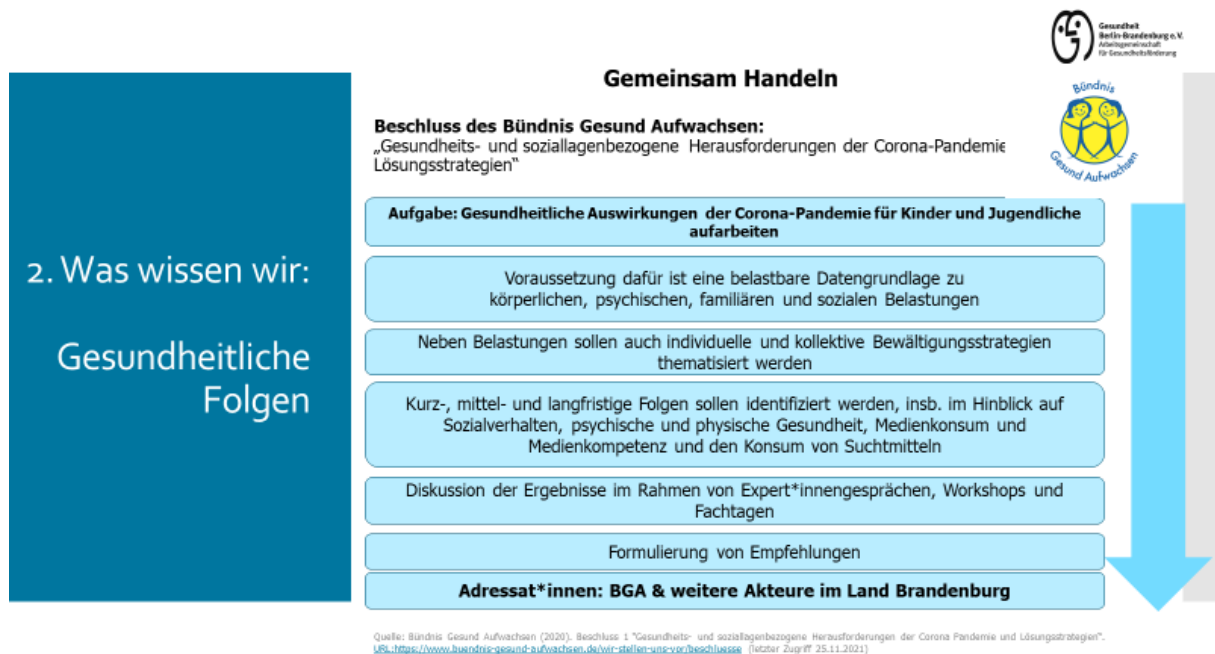 Gesundheit
Berlin-Brandenburg e.V.
Arbeitsgemeinschaft
für Gesundheitsförderung
Gemeinsam Handeln
Bündnis
Gesund Aufwachsen
Beschluss des Bündnis Gesund Aufwachsen:
„Gesundheits- und soziallagenbezogene Herausforderungen der Corona-Pandemie
Lösungsstrategien“
2. Was wissen wir:
Gesundheitliche
Folgen
Aufgabe: Gesundheitliche Auswirkungen der Corona-Pandemie für Kinder und Jugendliche
aufarbeiten
Voraussetzung dafür ist eine belastbare Datengrundlage zu
körperlichen, psychischen, familiären und sozialen Belastungen
Neben Belastungen sollen auch individuelle und kollektive Bewältigungsstrategien
thematisiert werden
Kurz-, mittel- und langfristige Folgen sollen identifiziert werden, insb. im Hinblick auf
Sozialverhalten, psychische und physische Gesundheit, Medienkonsum und
Medienkompetenz und den Konsum von Suchtmitteln
Diskussion der Ergebnisse im Rahmen von Expert*innengesprächen, Workshops und
Fachtagen
Formulierung von Empfehlungen
Adressat*innen: BGA & weitere Akteure im Land Brandenburg
Quelle: Bündnis Gesund Aufwachsen (2020). Beschluss 1 "Gesundheits- und soziallagenbezogene Herausforderungen der Corona Pandemie und Lösungsstrategien".
URL:https://www.buendnis-gesund-aufwachsen.de/wir-stellen-uns-vor/beschluesse (letzter Zugriff 25.11.2021)